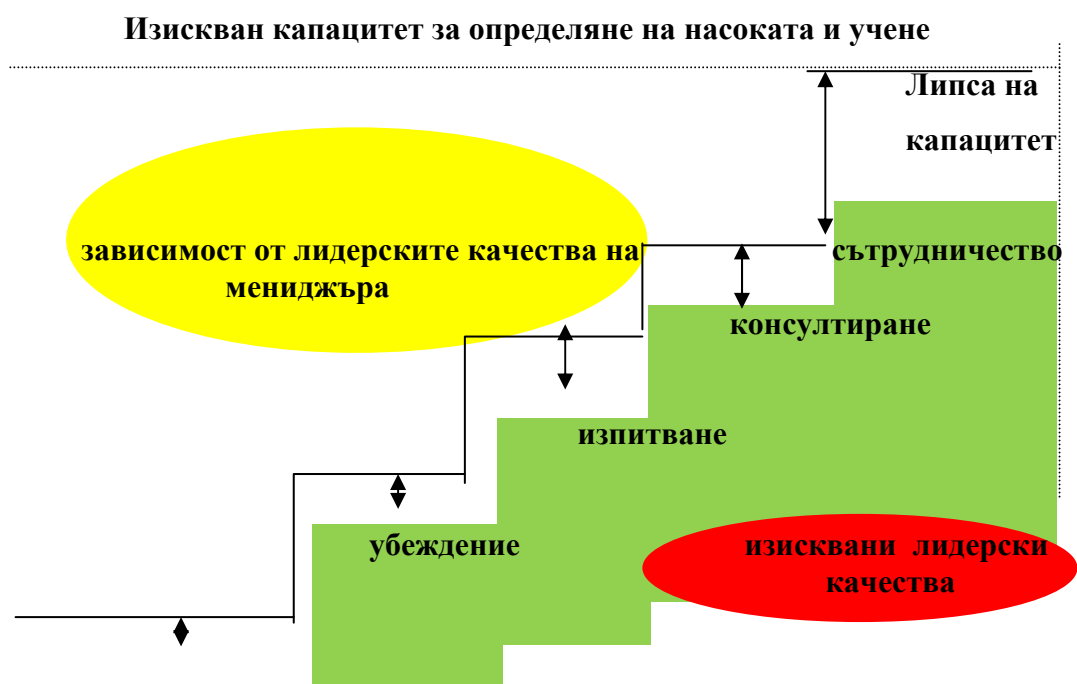 Изискван капацитет за определяне на насоката и учене
Липса на
капацитет
зависимост от лидерските качества на
мениджъра
сътрудничество
консултиране
изпитване
убеждение
изисквани лидерски
качества